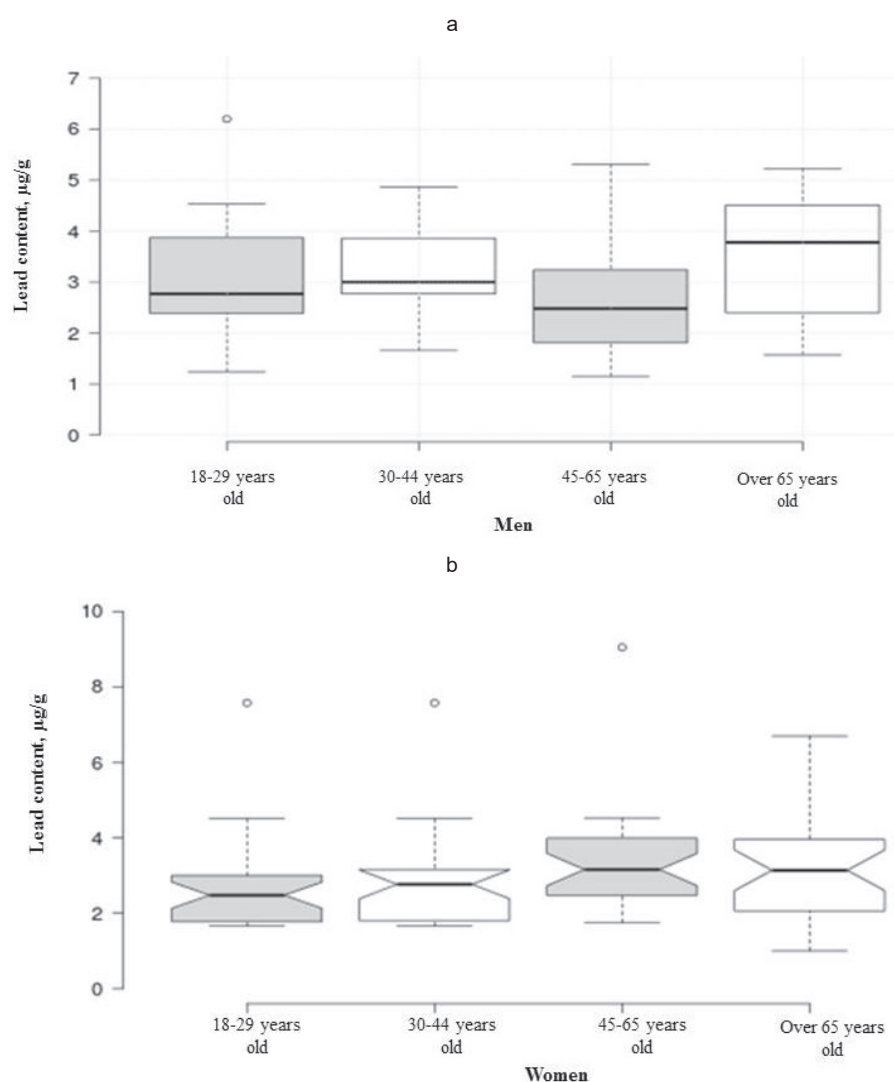 a
Lead content, µg/g
7
6
5
4
3
2
1
0
18-29 years
old
30-44 years
old
45-65 years
old
Over 65 years
old
Men
b
Lead content, µg/g
10
8
6
4
2
0
18-29 years
old
30-44 years
old
45-65 years
old
Over 65 years
old
Women